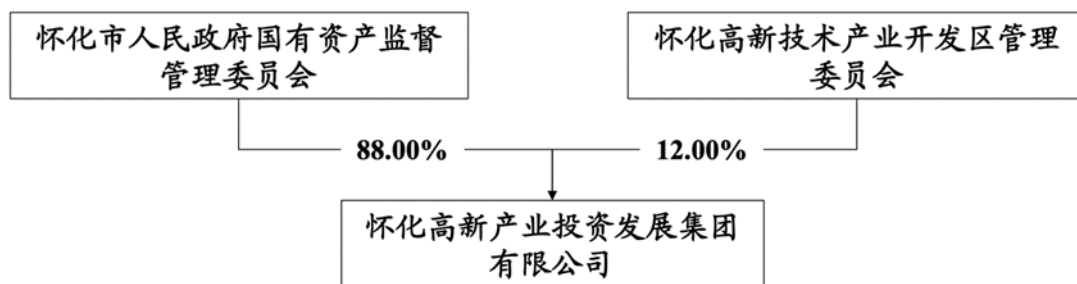 怀化市人民政府国有资产监督
管理委员会
怀化高新技术产业开发区管理
委员会
88.00%
12.00%
怀化高新产业投资发展集团
有限公司